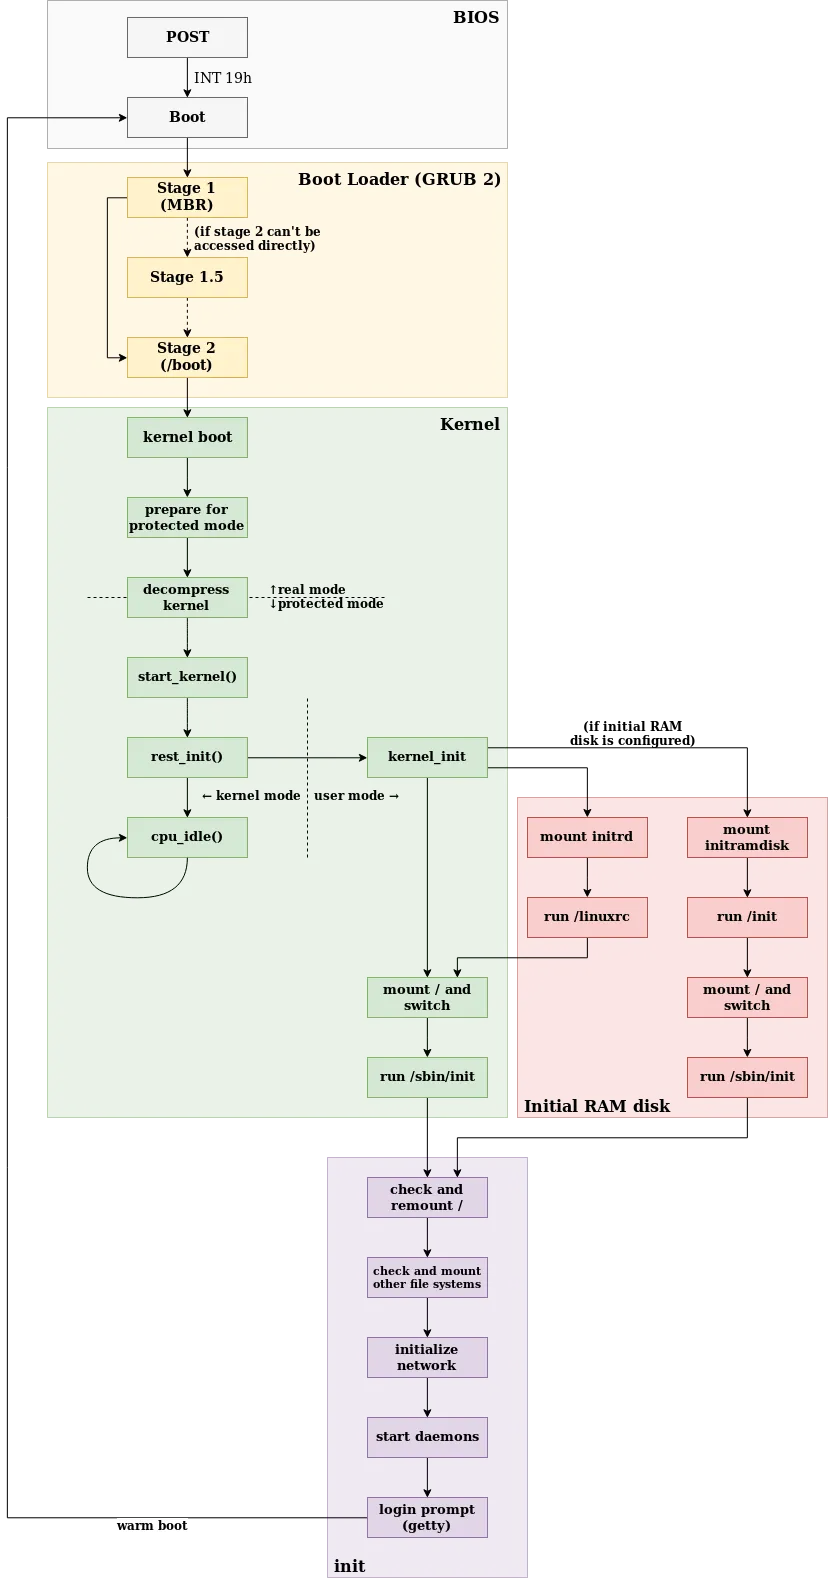 BIOS
POST
INT 19h
Boot
Boot Loader (GRUB 2)
Stage 1
(MBR)
(if stage 2 can't be
accessed directly)
Stage 1.5
Stage 2
(/boot)
Kernel
kernel boot
prepare for
protected mode
decompress
kernel
↑real mode
↓protected mode
start_kernel()
rest_init()
kernel_init
(if initial RAM
disk is configured)
← kernel mode
user mode →
cpu_idle()
mount initrd
mount
initramdisk
run /linuxrc
run /init
mount / and
switch
mount / and
switch
run /sbin/init
run /sbin/init
Initial RAM disk
check and
remount /
check and mount
other file systems
initialize
network
start daemons
login prompt
(getty)
warm boot
init